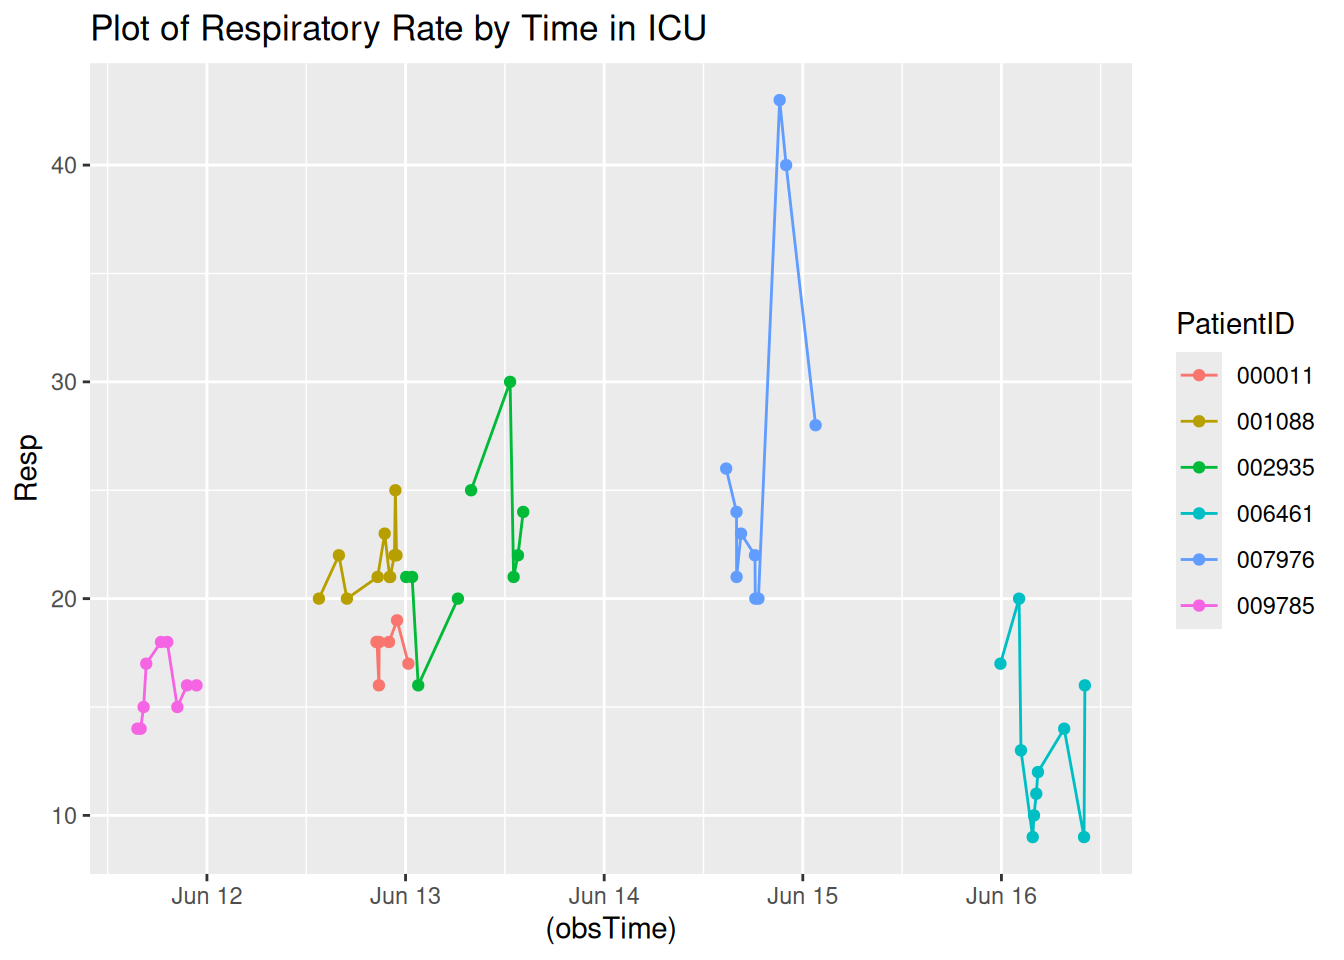 Plot of Respiratory Rate by Time in ICU
Resp
40
30
20
10
Jun 12 Jun 13 Jun 14 Jun 15 Jun 16
(obsTime)
PatientID
000011
001088
002935
006461
007976
009785